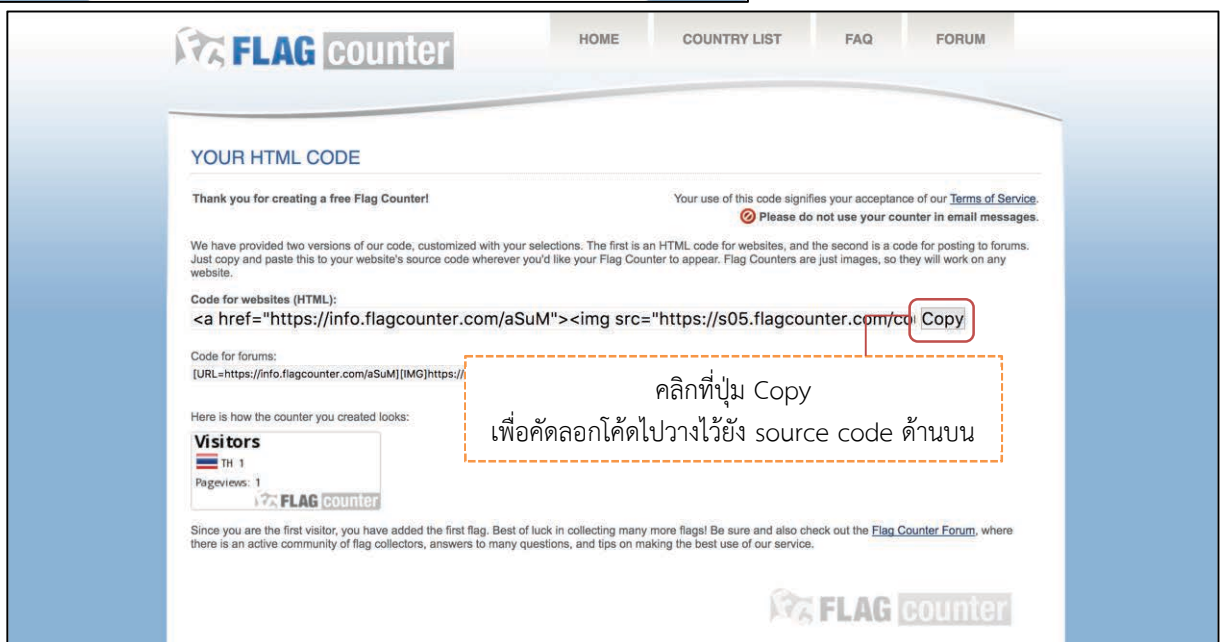 FLAG counter
HOME COUNTRY LIST FAQ FORUM
YOUR HTML CODE
Thank you for creating a free Flag Counter!
Your use of this code signifies your acceptance of our Terms of Service.
Please do not use your counter in email messages.
We have provided two versions of our code, customized with your selections. The first is an HTML code for websites, and the second is a code for posting to forums.
Just copy and paste this to your website's source code wherever you'd like your Flag Counter to appear. Flag Counters are just images, so they will work on any
website.
Code for websites (HTML):
<a href="https://info.flagcounter.com/aSuM"><img src="https://s05.flagcounter.com/co Copy
Code for forums:
[URL=https://info.flagcounter.com/aSuM][IMG]https://
คลิกที่ปุ่ม Copy
เพื่อคัดลอกโค้ดไปวางไว้ยัง source code ด้านบน
Here is how the counter you created looks:
Visitors
TH 1
Pageviews: 1
FLAG counter
Since you are the first visitor, you have added the first flag. Best of luck in collecting many more flags! Be sure and also check out the Flag Counter Forum, where
there is an active community of flag collectors, answers to many questions, and tips on making the best use of our service.
FLAG counter